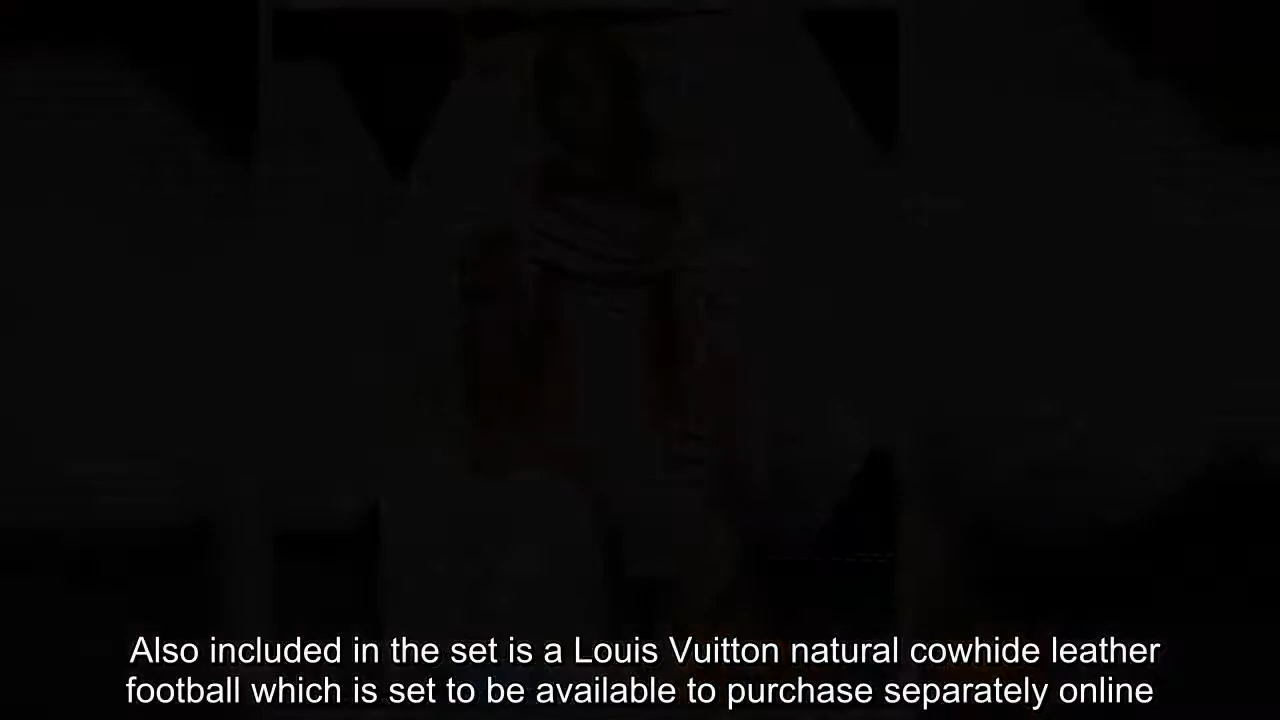 Also included in the set is a Louis Vuitton natural cowhide leather
football which is set to be available to purchase separately online